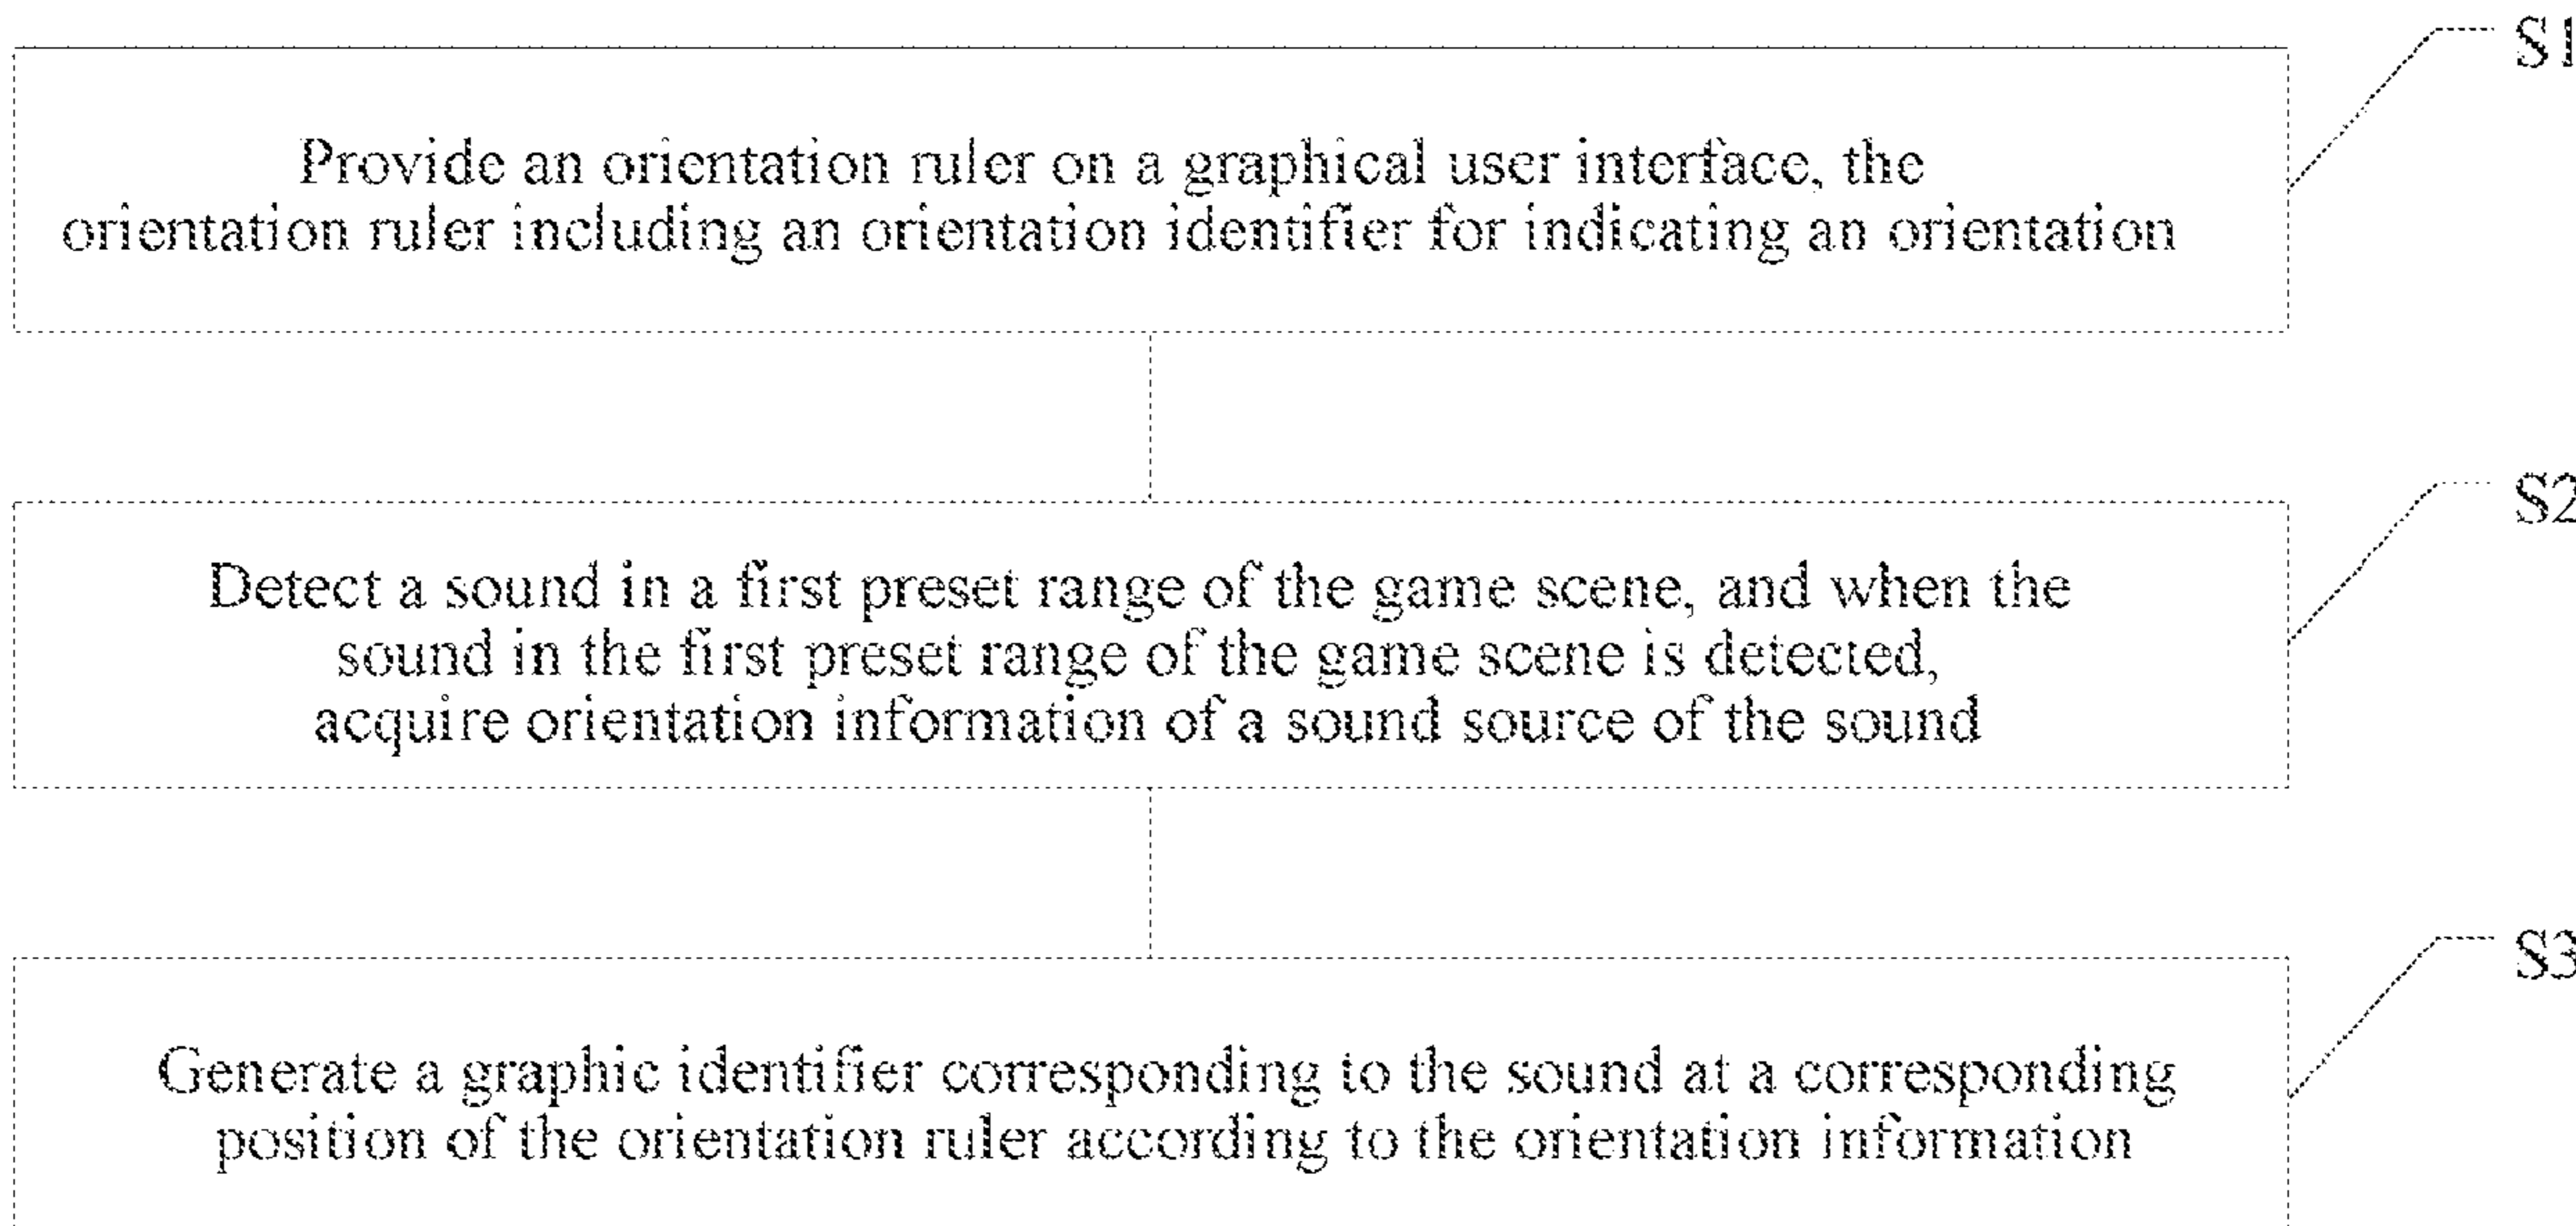 S1
Provide an orientation ruler on a graphical user interface, the
orientation ruler including an orientation identifier for indicating an orientation
S2
Detect a sound in a first preset range of the game scene, and when the
sound in the first preset range of the game scene is detected,
acquire orientation information of a sound source of the sound
S3
Generate a graphic identifier corresponding to the sound at a corresponding
position of the orientation ruler according to the orientation information